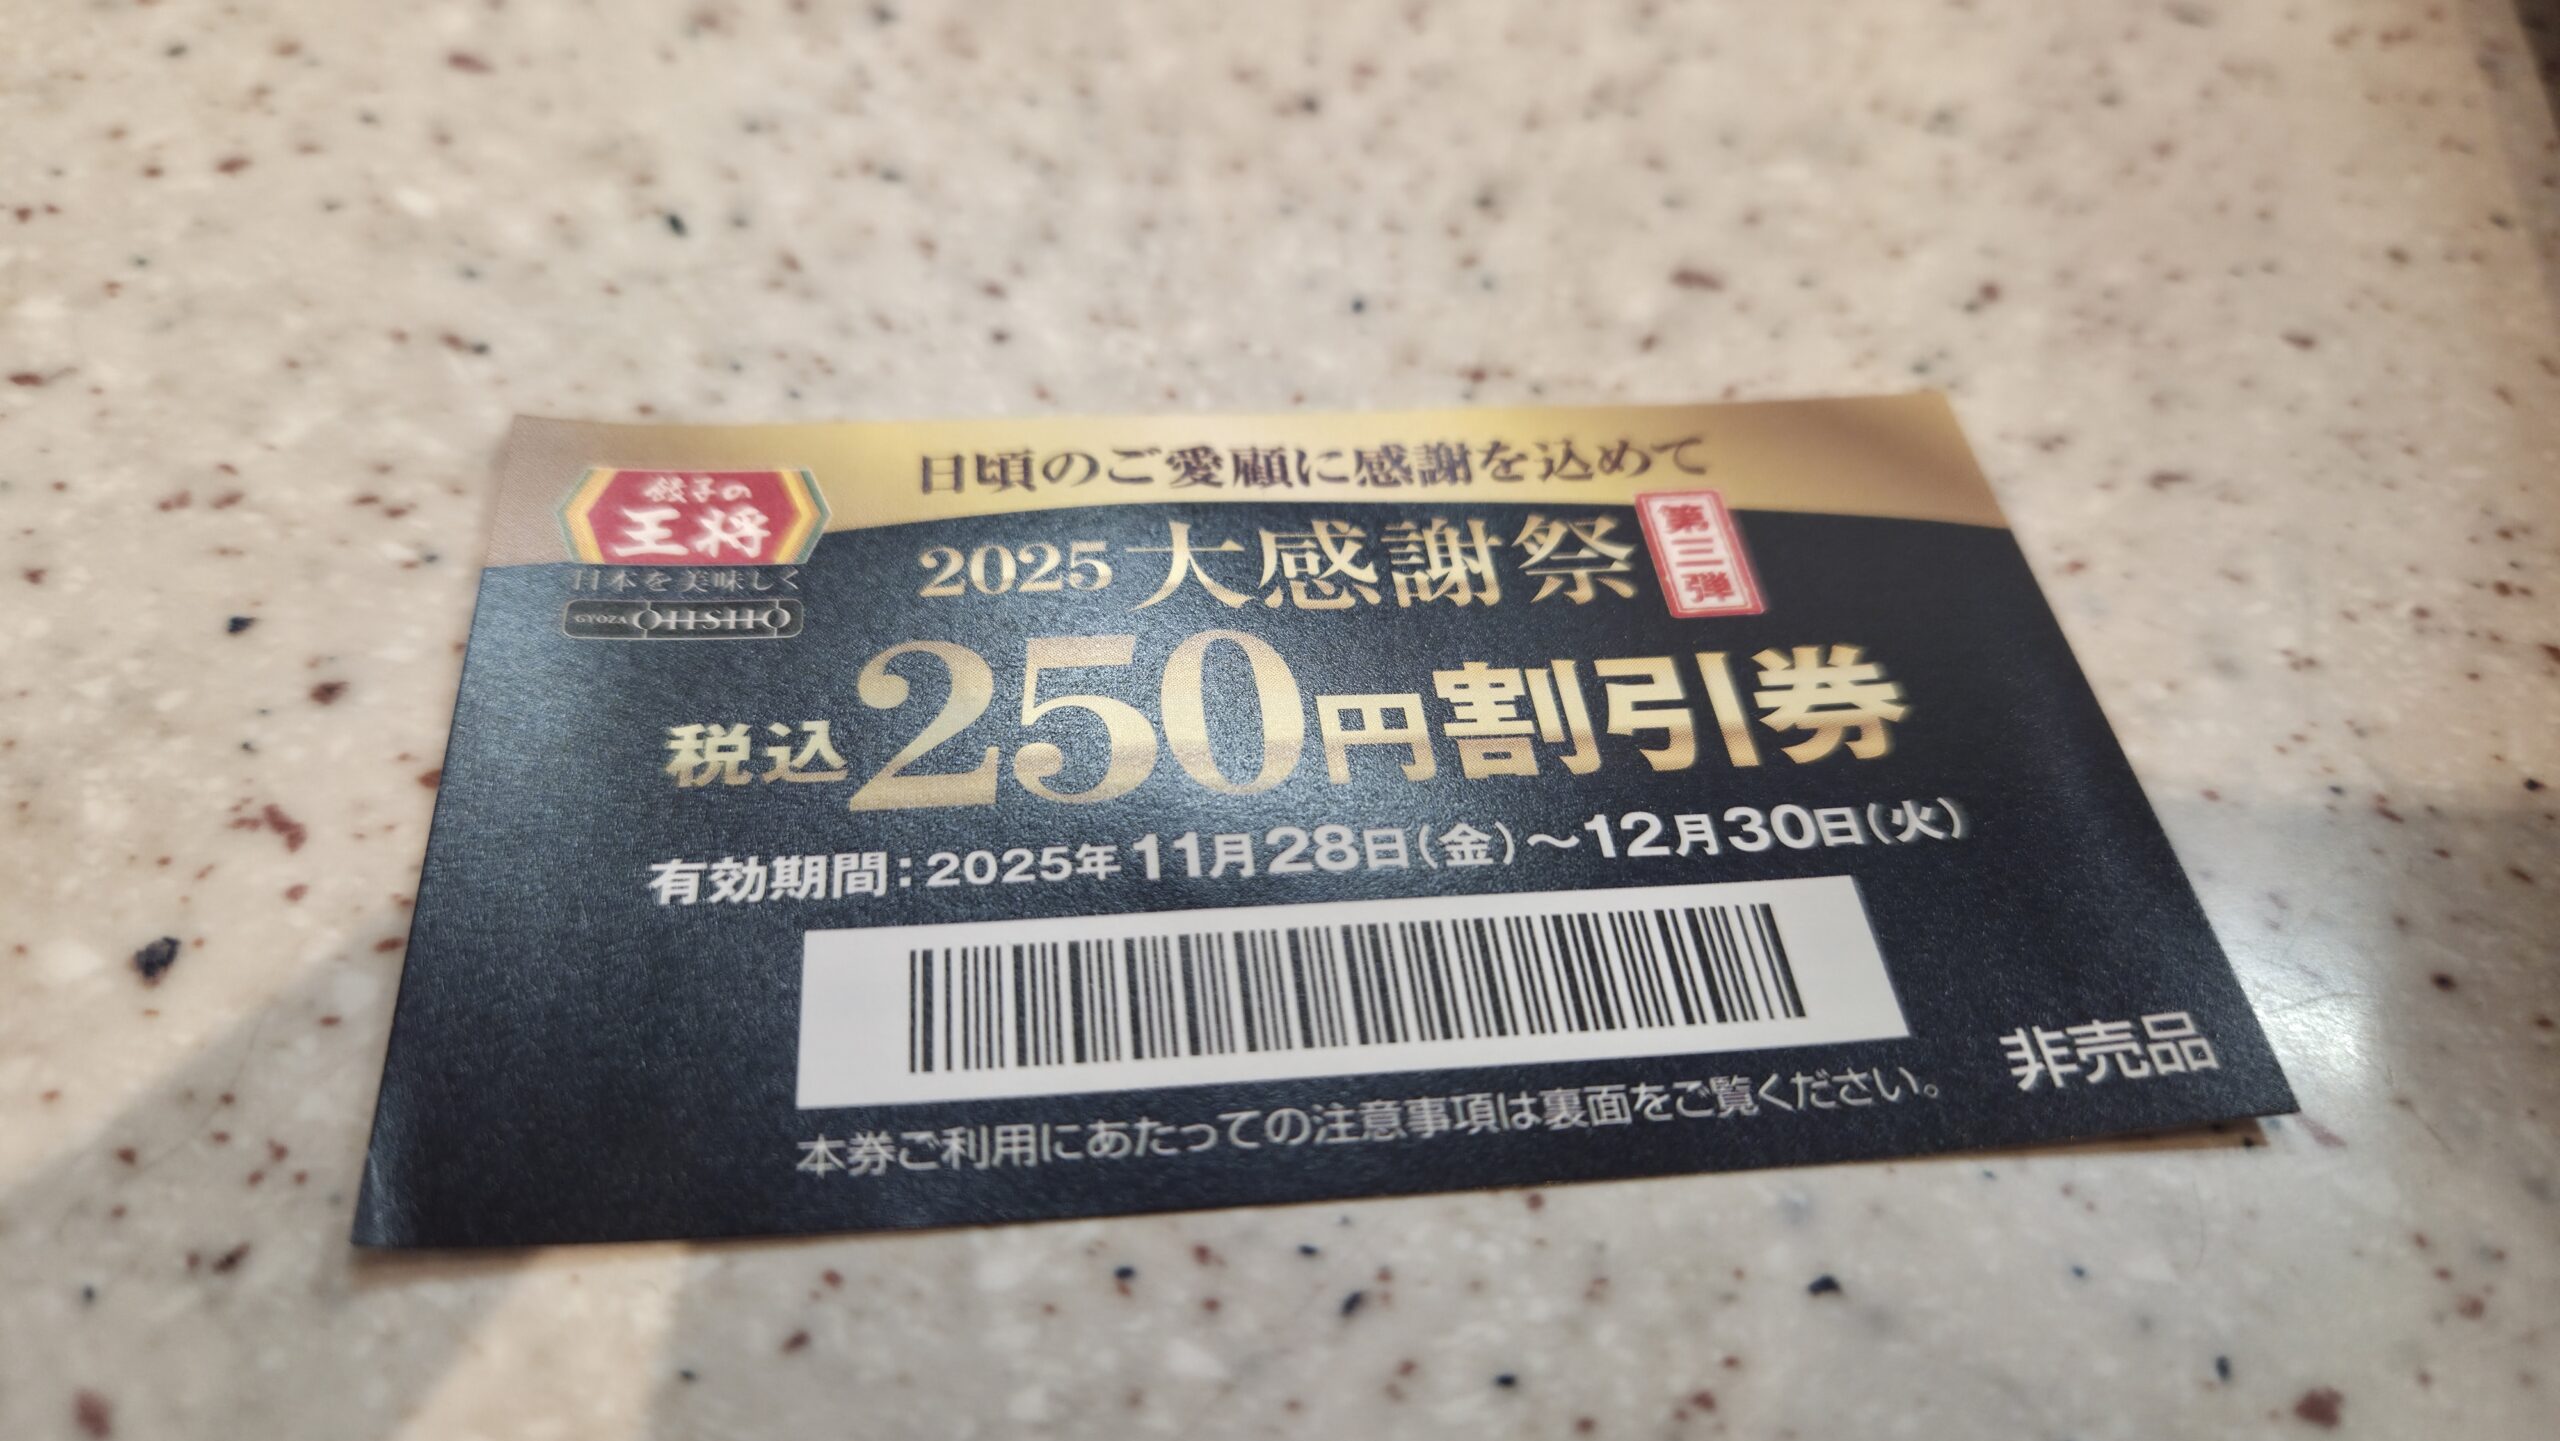 日頃のご愛顧に感謝を込めて
餃子の
王将
日本を美味しく
GYOZA OHSHO
2025大感謝祭
第三弾
税込250円割引券
有効期間：2025年11月28日（金）～12月30日（火）
本券ご利用にあたっての注意事項は裏面をご覧ください。
非売品